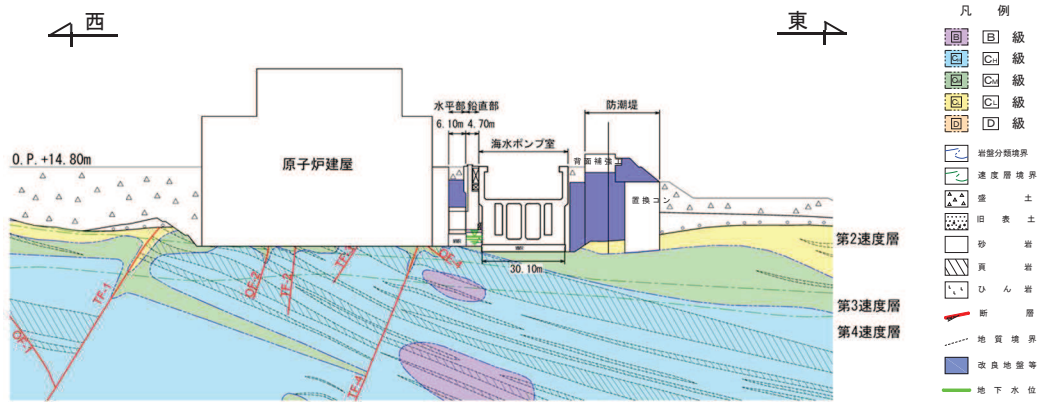 西
東
水平部 鉛直部
6.10m 4.70m
防潮堤
海水ポンプ室
O.P.+14.80m
原子炉建屋
背面補強工
置換コン
30.10m
TF-1
OF-1
OF-2
TF-2
TF-3
OF-4
TF-4
第2速度層
第3速度層
第4速度層
凡 例
B B 級
CH CH 級
CM CM 級
CL CL 級
D D 級
岩盤分類境界
速度層境界
盛 土
旧 表 土
砂 岩
頁 岩
ひ ん 岩
断 層
地 質 境 界
改 良 地 盤 等
地 下 水 位